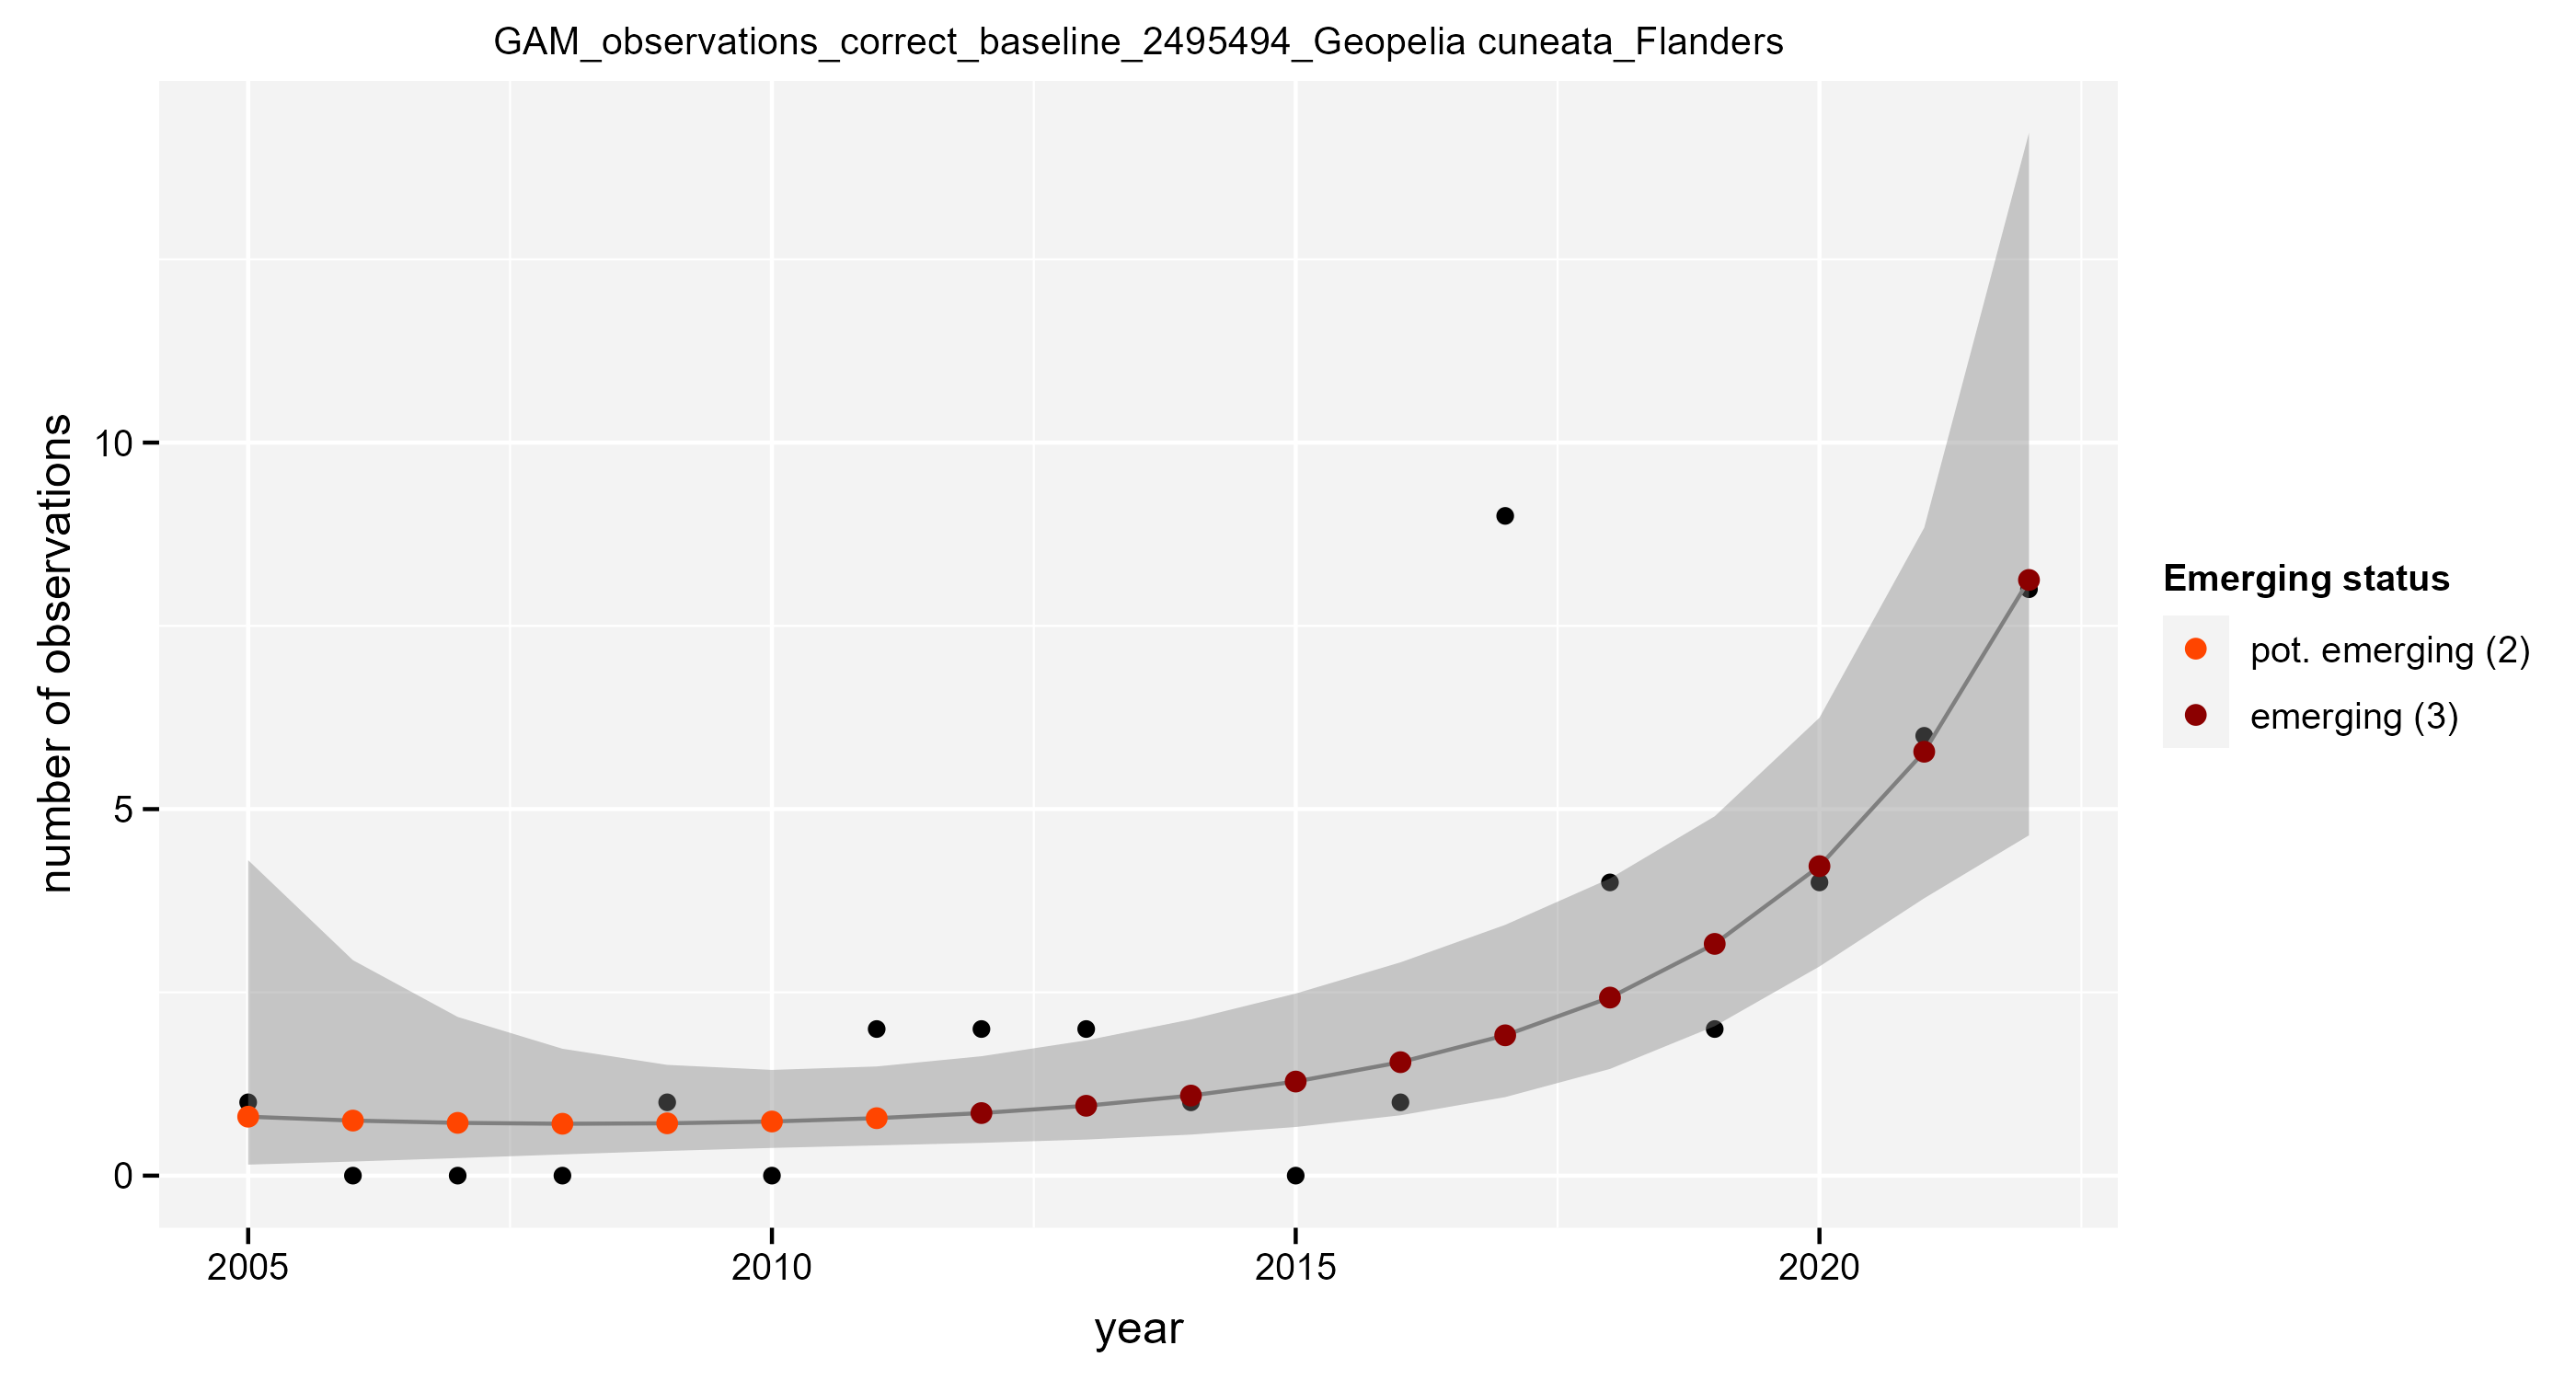 GAM_observations_correct_baseline_2495494_Geopelia cuneata_Flanders
number of observations
10
5
0
2005
2010
2015
2020
year
Emerging status
pot. emerging (2)
emerging (3)